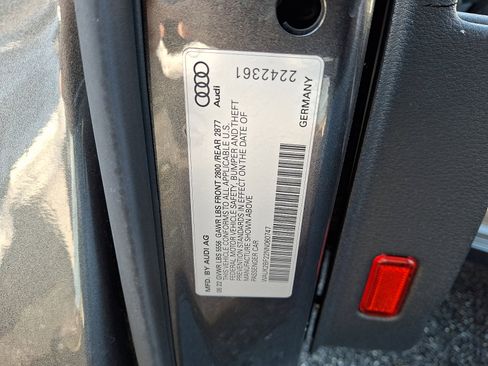 Audi
2242361
GERMANY
MFD. BY AUDI AG
05 22 GVWR LBS 5556 GAWR LBS FRONT 2800 /REAR 2877
THIS VEHICLE CONFORMS TO ALL APPLICABLE U.S.
FEDERAL MOTOR VEHICLE SAFETY, BUMPER AND THEFT
PREVENTION STANDARDS IN EFFECT ON THE DATE OF
MANUFACTURE SHOWN ABOVE
PASSENGER CAR